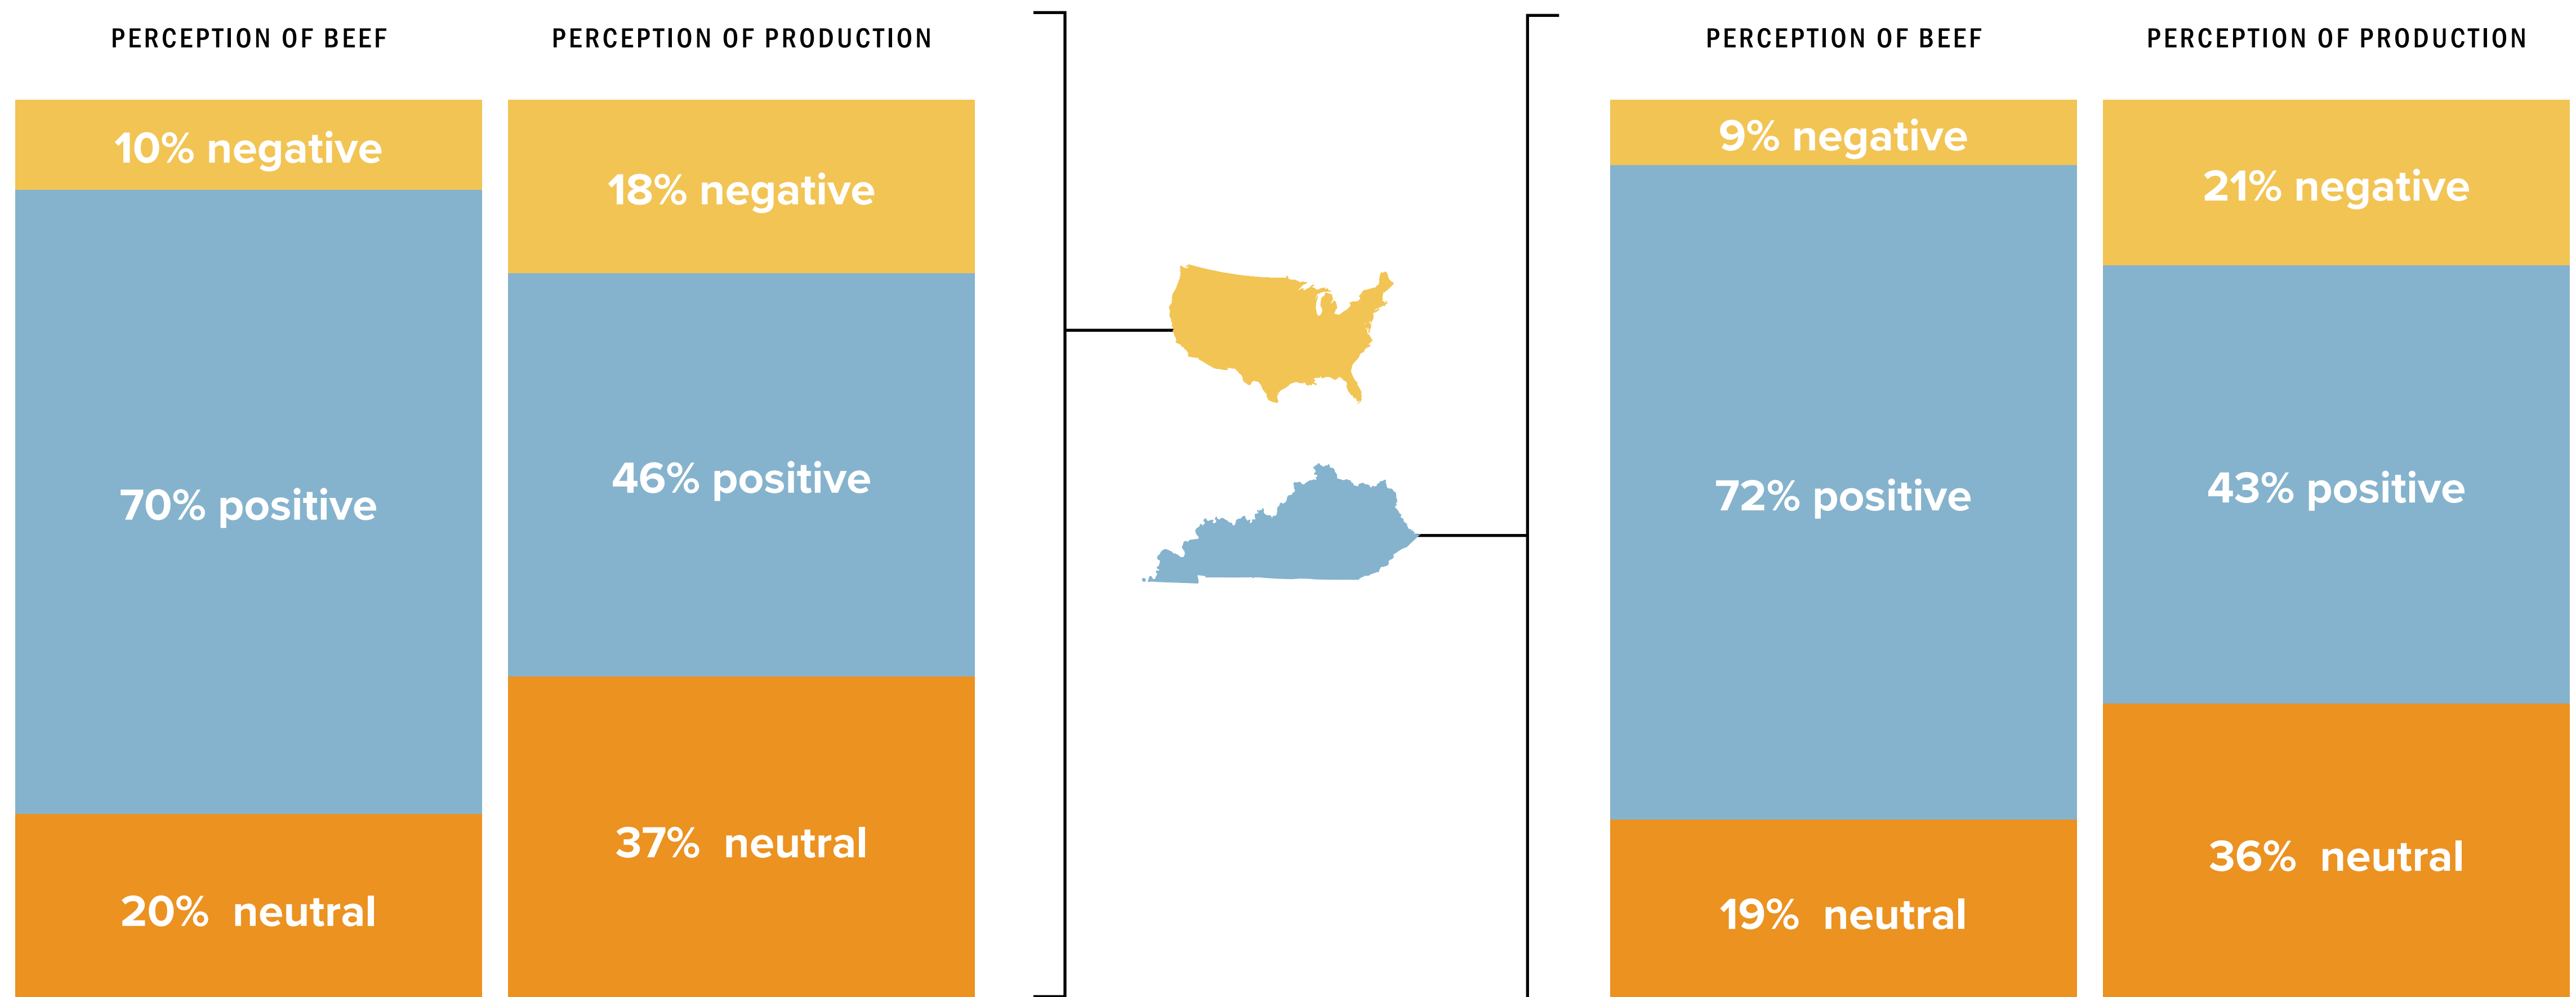 PERCEPTION OF BEEF
10% negative
70% positive
20% neutral
PERCEPTION OF PRODUCTION
18% negative
46% positive
37% neutral
PERCEPTION OF BEEF
9% negative
72% positive
19% neutral
PERCEPTION OF PRODUCTION
21% negative
43% positive
36% neutral